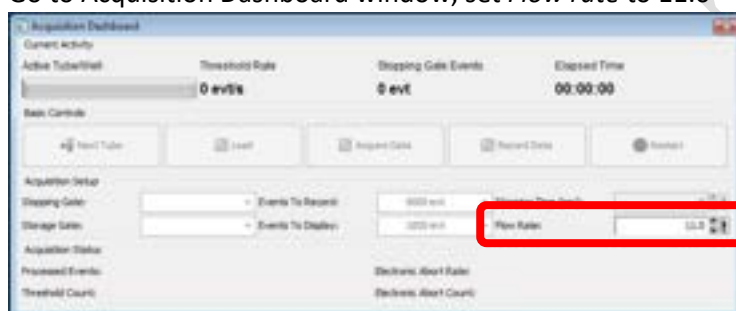 Go to Acquisition Dashboard window, set Flow rate to 11.0
Acquisition Dashboard
Current Activity
Active Tube/Well Threshold Rate Stopping Gate Events Elapsed Time
0 evt/s 0 evt 00:00:00
Basic Controls
Next Tube Load Acquire Data Record Data Restart
Acquisition Setup
Stopping Gate: Events To Record: 
Storage Gate: Events To Display: Flow Rate: 11.0
Acquisition Status
Processed Events: Electronic Abort Rate:
Threshold Count: Electronic Abort Count: